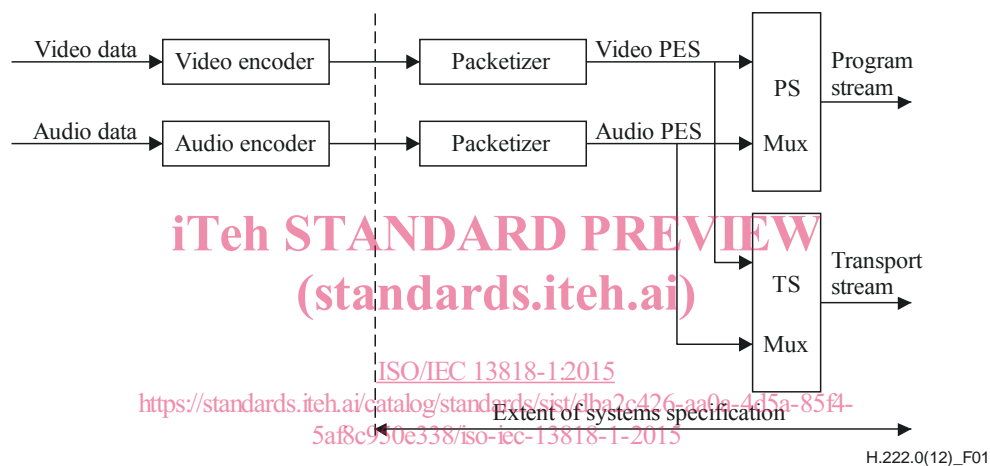 Video data
Video encoder
Packetizer
Video PES
PS
Mux
Program
stream
Audio data
Audio encoder
Packetizer
Audio PES
iTeh STANDARD PREVIEW
(standards.iteh.ai)
TS
Mux
Transport
stream
ISO/IEC 13818-1:2015
https://standards.iteh.ai/catalog/standards/sist/dba2c426-aa0a-4d5a-85f4-
5af8c950e338/iso-iec-13818-1-2015
Extent of systems specification
H.222.0(12)_F01